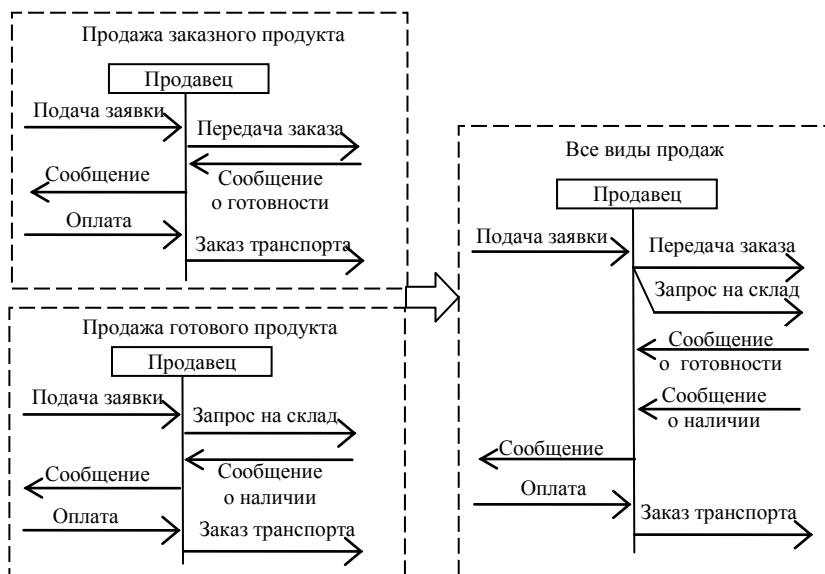 Продажа заказного продукта
Продавец
Подача заявки
Передача заказа
Сообщение
Сообщение
о готовности
Оплата
Заказ транспорта
Продажа готового продукта
Продавец
Подача заявки
Запрос на склад
Сообщение
Сообщение
о наличии
Оплата
Заказ транспорта
Все виды продаж
Продавец
Подача заявки
Передача заказа
Запрос на склад
Сообщение
о готовности
Сообщение
о наличии
Сообщение
Оплата
Заказ транспорта